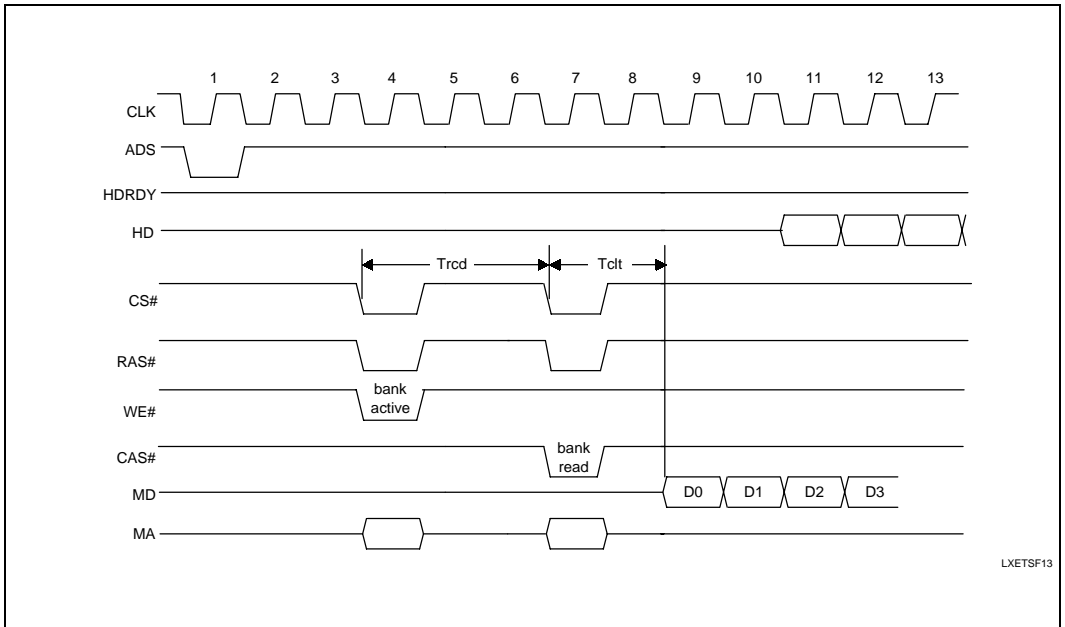 1 2 3 4 5 6 7 8 9 10 11 12 13
CLK
ADS
HDRDY
HD
Trcd Tclt
CS#
RAS#
bank
active
WE#
bank
read
CAS#
D0 D1 D2 D3
MD
MA
LXETSF13